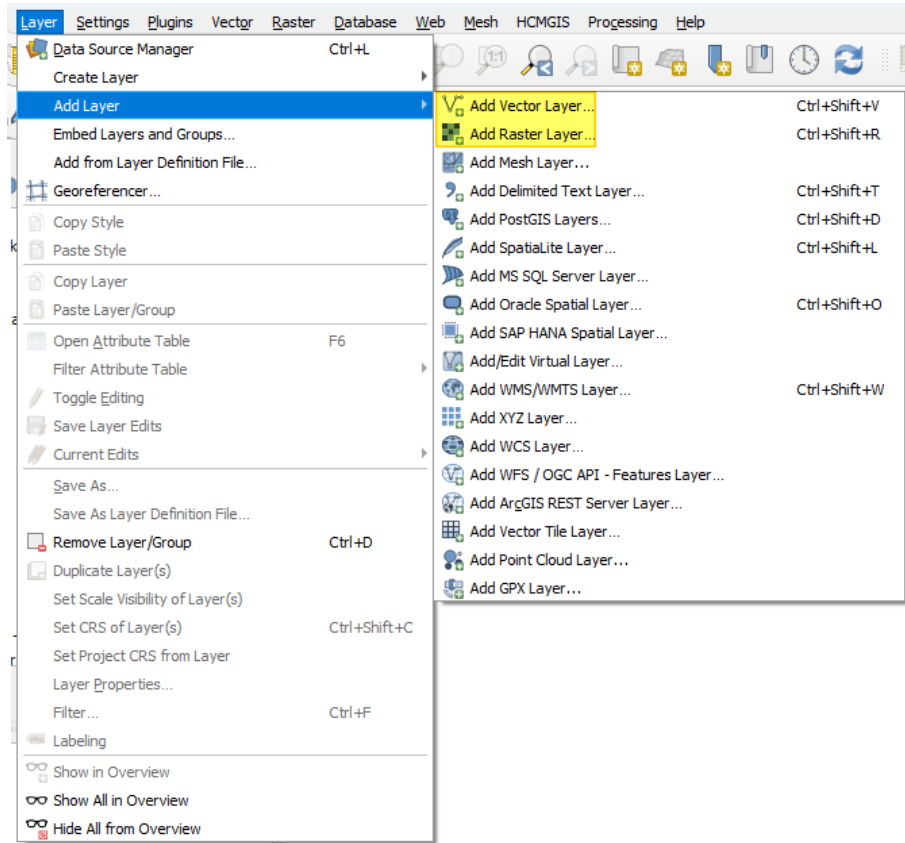 Layer Settings Plugins Vector Raster Database Web Mesh HCMGIS Processing Help
Data Source Manager Ctrl+L
Create Layer
Add Layer
Embed Layers and Groups...
Add from Layer Definition File...
Georeferencer...
Copy Style
Paste Style
Copy Layer
Paste Layer/Group
Open Attribute Table F6
Filter Attribute Table
Toggle Editing
Save Layer Edits
Current Edits
Save As...
Save As Layer Definition File...
Remove Layer/Group Ctrl+D
Duplicate Layer(s)
Set Scale Visibility of Layer(s)
Set CRS of Layer(s) Ctrl+Shift+C
Set Project CRS from Layer
Layer Properties...
Filter... Ctrl+F
Labeling
Show in Overview
Show All in Overview
Hide All from Overview
1:1
Add Vector Layer... Ctrl+Shift+V
Add Raster Layer... Ctrl+Shift+R
Add Mesh Layer...
Add Delimited Text Layer... Ctrl+Shift+T
Add PostGIS Layers... Ctrl+Shift+D
Add SpatiaLite Layer... Ctrl+Shift+L
Add MS SQL Server Layer...
Add Oracle Spatial Layer... Ctrl+Shift+O
Add SAP HANA Spatial Layer...
Add/Edit Virtual Layer...
Add WMS/WMTS Layer... Ctrl+Shift+W
Add XYZ Layer...
Add WCS Layer...
Add WFS / OGC API - Features Layer...
Add ArcGIS REST Server Layer...
Add Vector Tile Layer...
Add Point Cloud Layer...
Add GPX Layer...